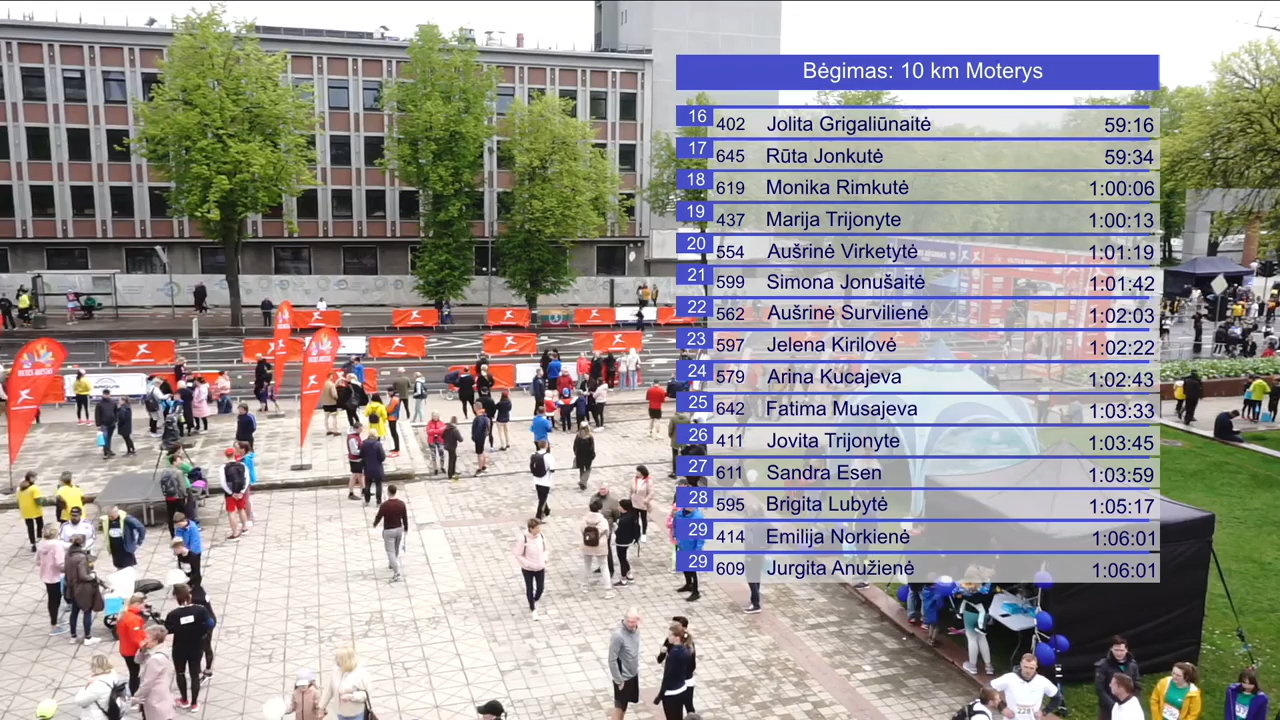 Bėgimas: 10 km Moterys
16 402 Jolita Grigaliūnaitė 59:16
17 645 Rūta Jonkutė 59:34
18 619 Monika Rimkutė 1:00:06
19 437 Marija Trijonyte 1:00:13
20 554 Aušrinė Virketytė 1:01:19
21 599 Simona Jonušaitė 1:01:42
22 562 Aušrinė Survilienė 1:02:03
23 597 Jelena Kirilovė 1:02:22
24 579 Arina Kucajeva 1:02:43
25 642 Fatima Musajeva 1:03:33
26 411 Jovita Trijonyte 1:03:45
27 611 Sandra Esen 1:03:59
28 595 Brigita Lubytė 1:05:17
29 414 Emilija Norkienė 1:06:01
29 609 Jurgita Anužienė 1:06:01
228